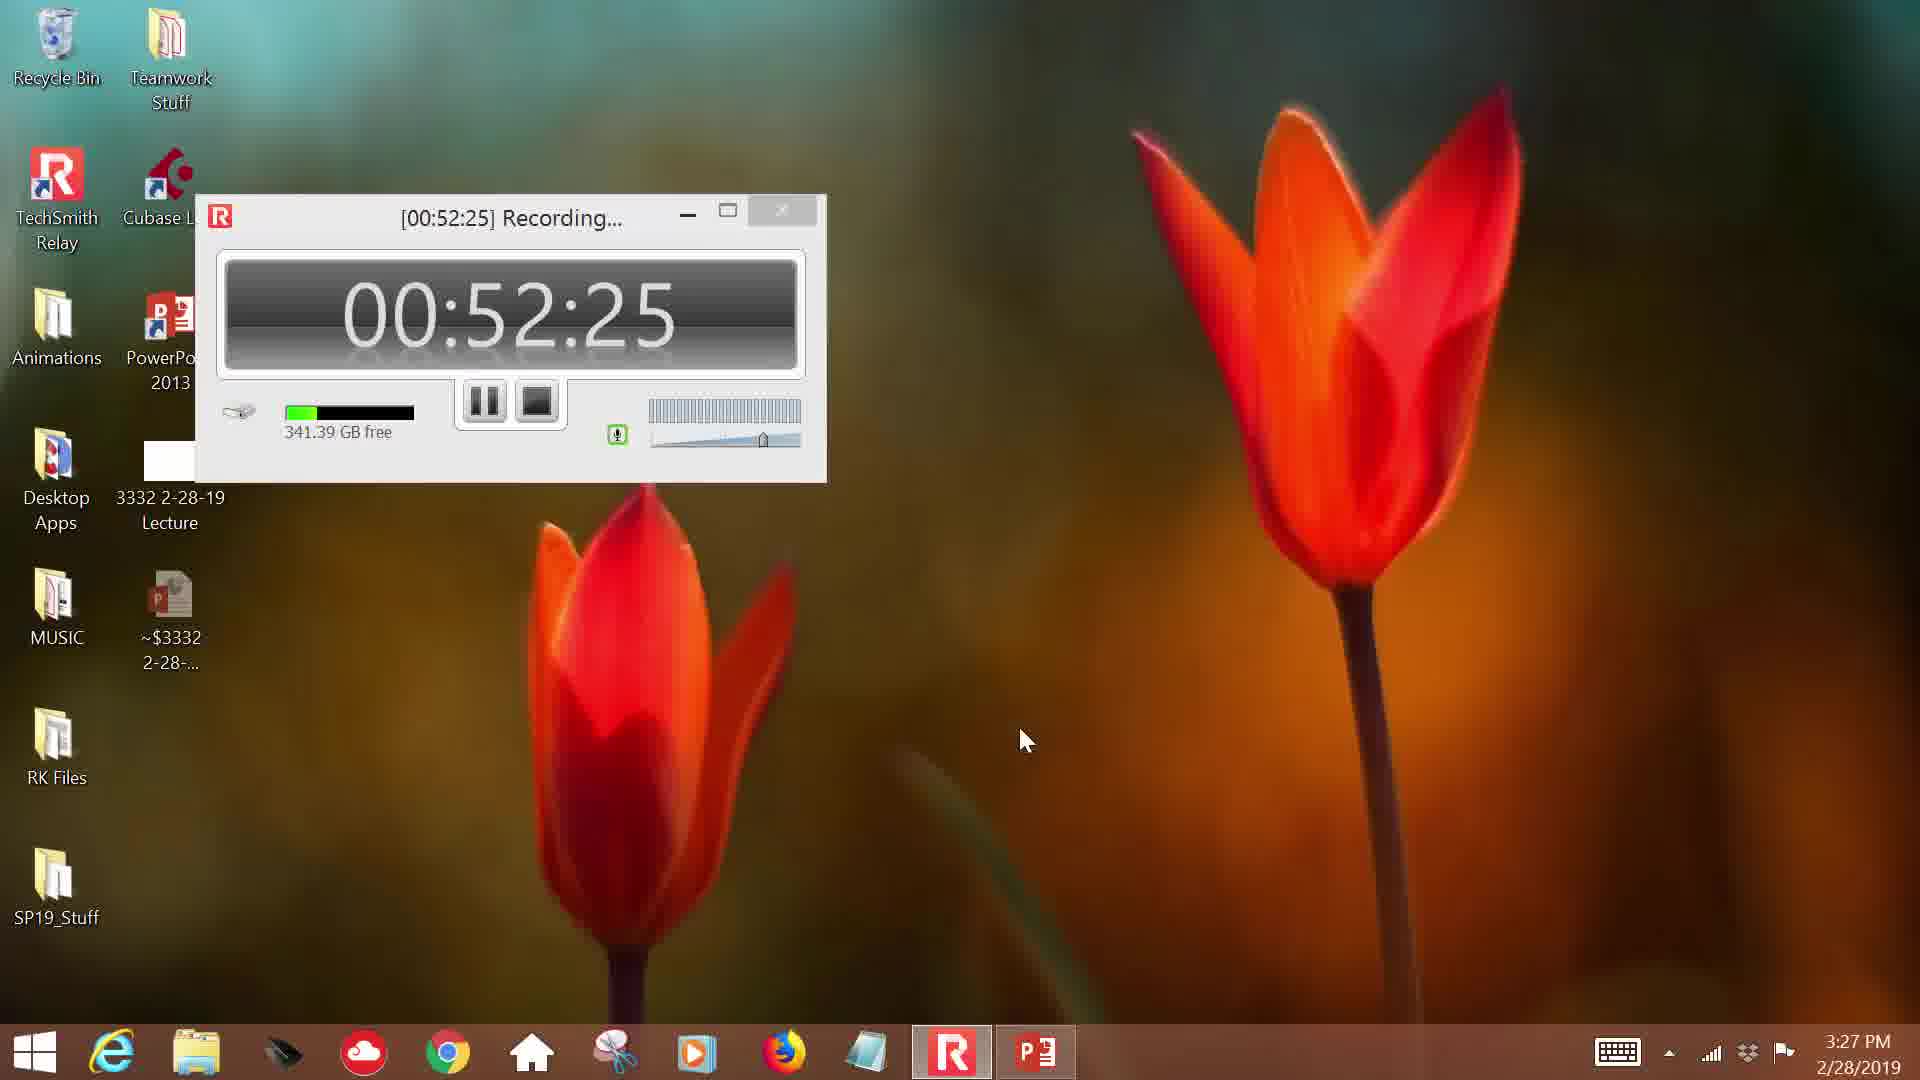 Recycle Bin
Teamwork
Stuff
TechSmith
Relay
Cubase L
Animations
PowerPo
2013
Desktop
Apps
3332 2-28-19
Lecture
MUSIC
~$3332
2-28-...
RK Files
SP19_Stuff
[00:52:25] Recording...
00:52:25
341.39 GB free
3:27 PM
2/28/2019